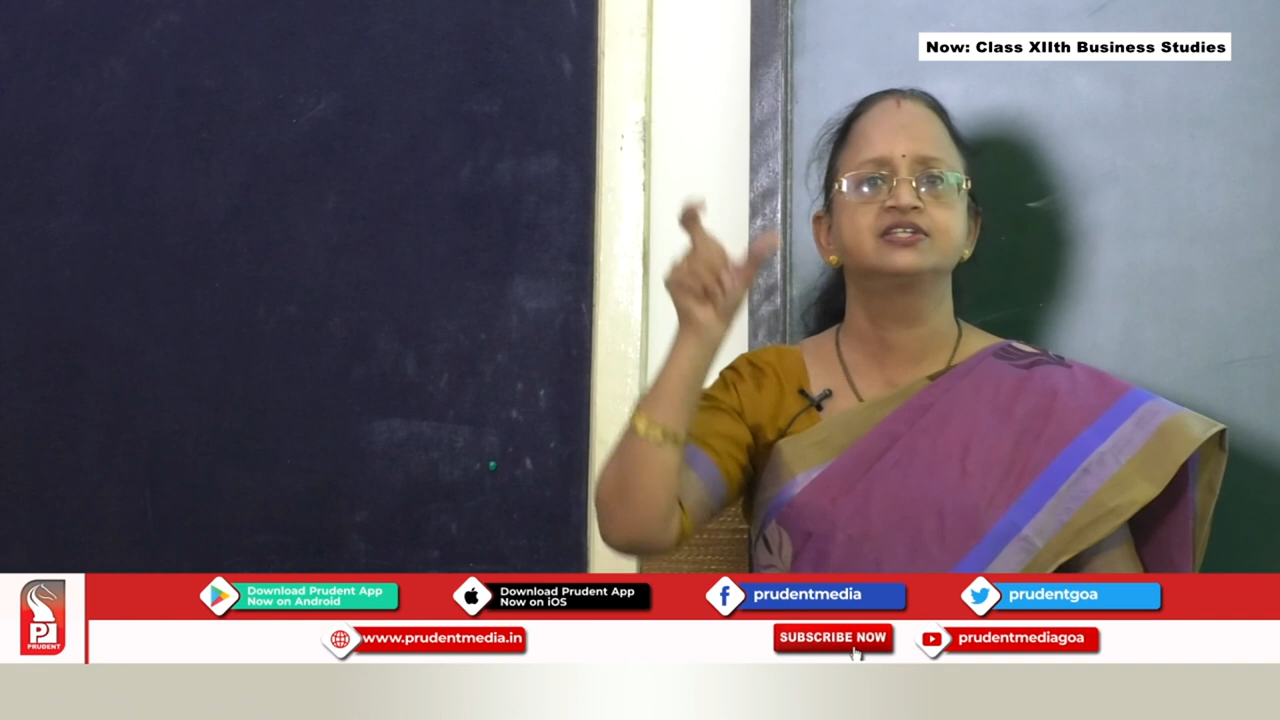 Now: Class XIIth Business Studies
Download Prudent App
Now on Android
Download Prudent App
Now on iOS
prudentmedia
prudentgoa
PRUDENT
www.prudentmedia.in
SUBSCRIBE NOW
prudentmediagoa